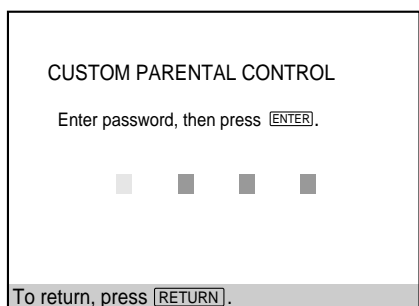 CUSTOM PARENTAL CONTROL
Enter password, then press ENTER.
To return, press RETURN.